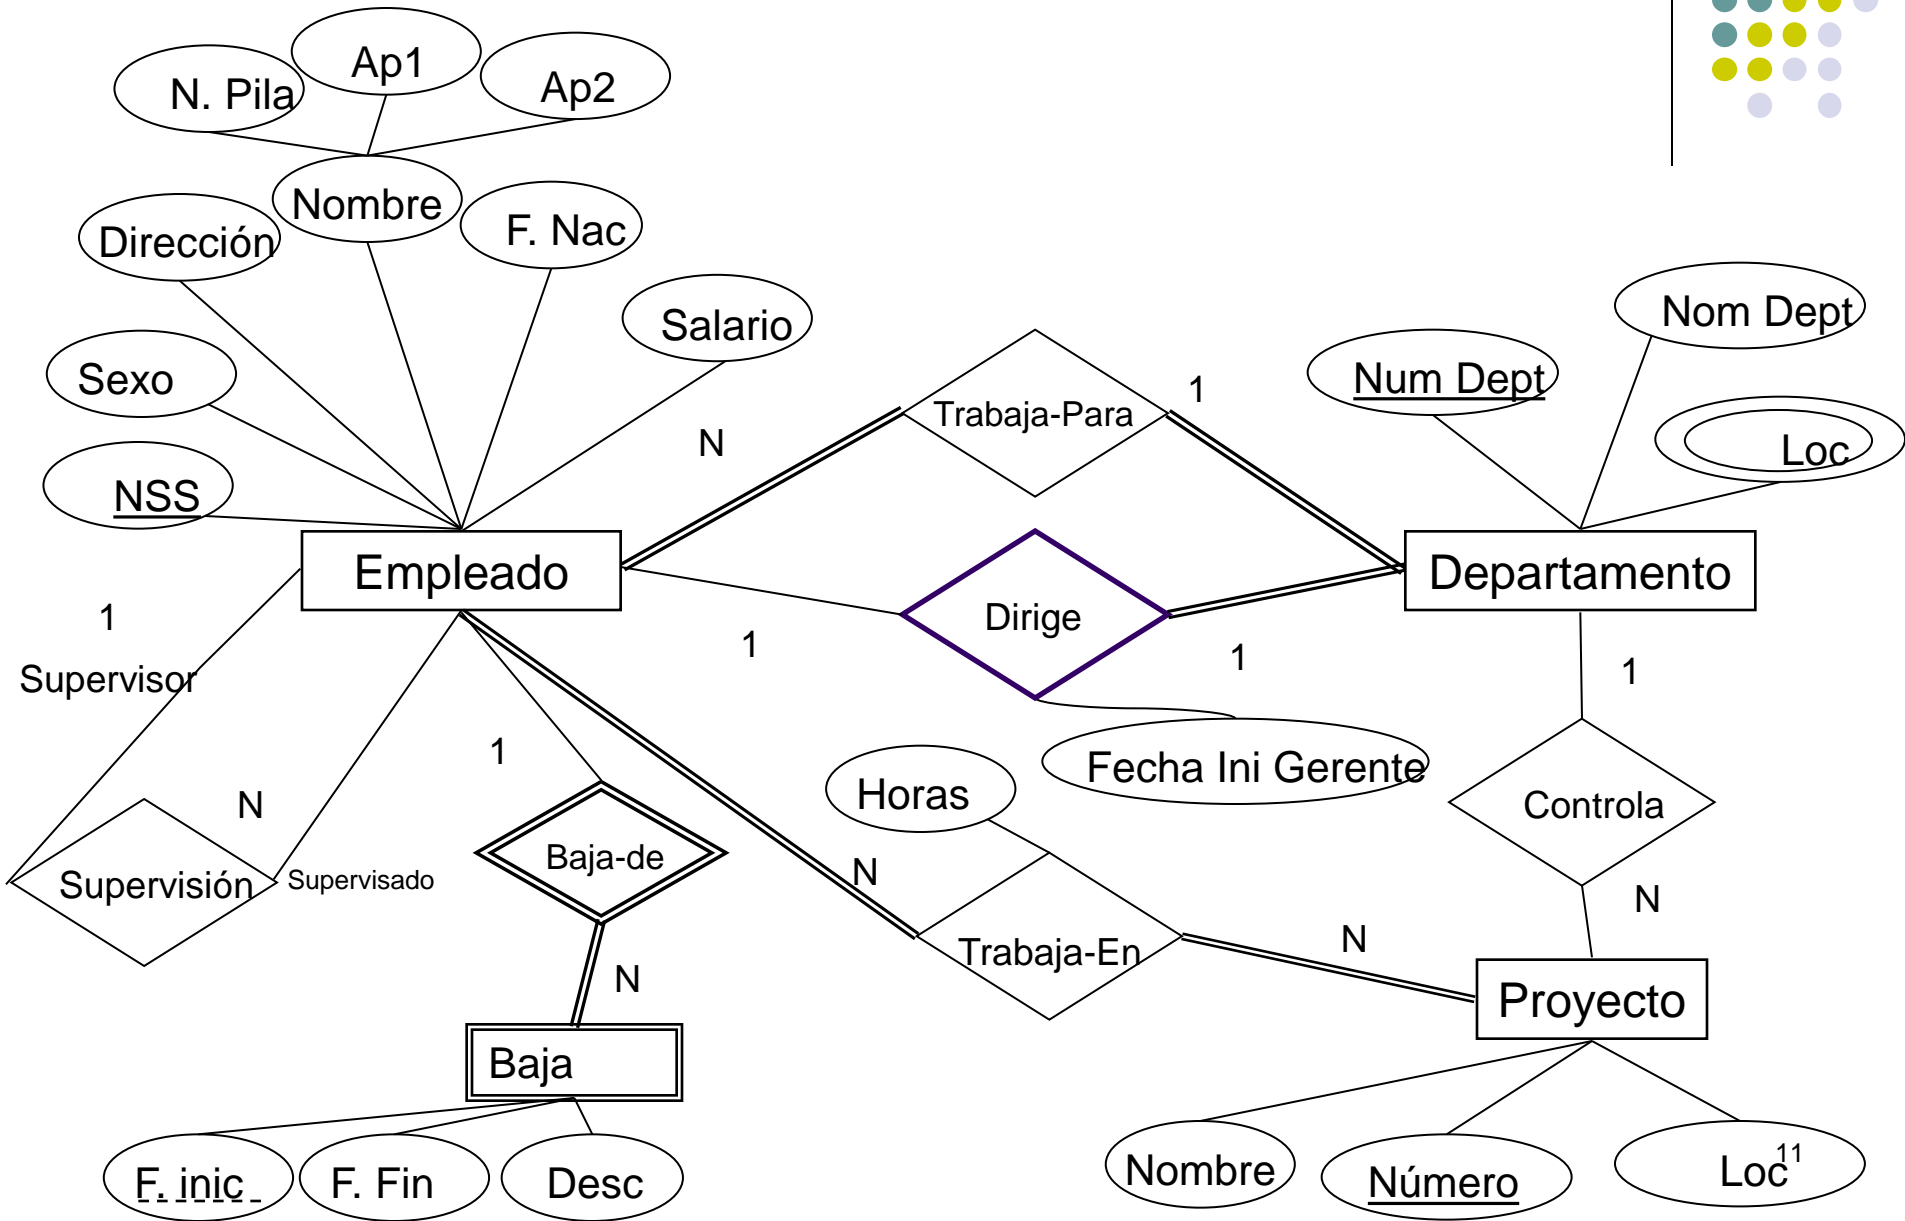 Ap1
N. Pila
Ap2
Nombre
F. Nac
Dirección
Salario
Nom Dept
Sexo
Num Dept
1
Trabaja-Para
N
Loc
NSS
Empleado
Departamento
1
Dirige
1
1
1
Supervisor
1
Fecha Ini Gerente
Horas
N
Controla
Baja-de
N
Supervisión
Supervisado
N
N
Trabaja-En
N
Proyecto
Baja
F. inic
F. Fin
Desc
Nombre
Número
Loc
11